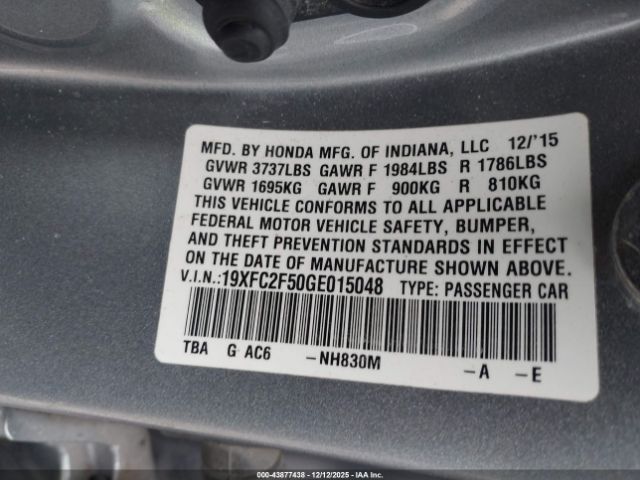 MFD. BY HONDA MFG. OF INDIANA, LLC 12/'15
GVWR 3737LBS GAWR F 1984LBS R 1786LBS
GVWR 1695KG GAWR F 900KG R 810KG
THIS VEHICLE CONFORMS TO ALL APPLICABLE
FEDERAL MOTOR VEHICLE SAFETY, BUMPER,
AND THEFT PREVENTION STANDARDS IN EFFECT
ON THE DATE OF MANUFACTURE SHOWN ABOVE.
V.I.N.:19XFC2F50GE015048 TYPE: PASSENGER CAR
TBA G AC6 -NH830M -A -E
000-43877438 - 12/12/2025 - IAA Inc.